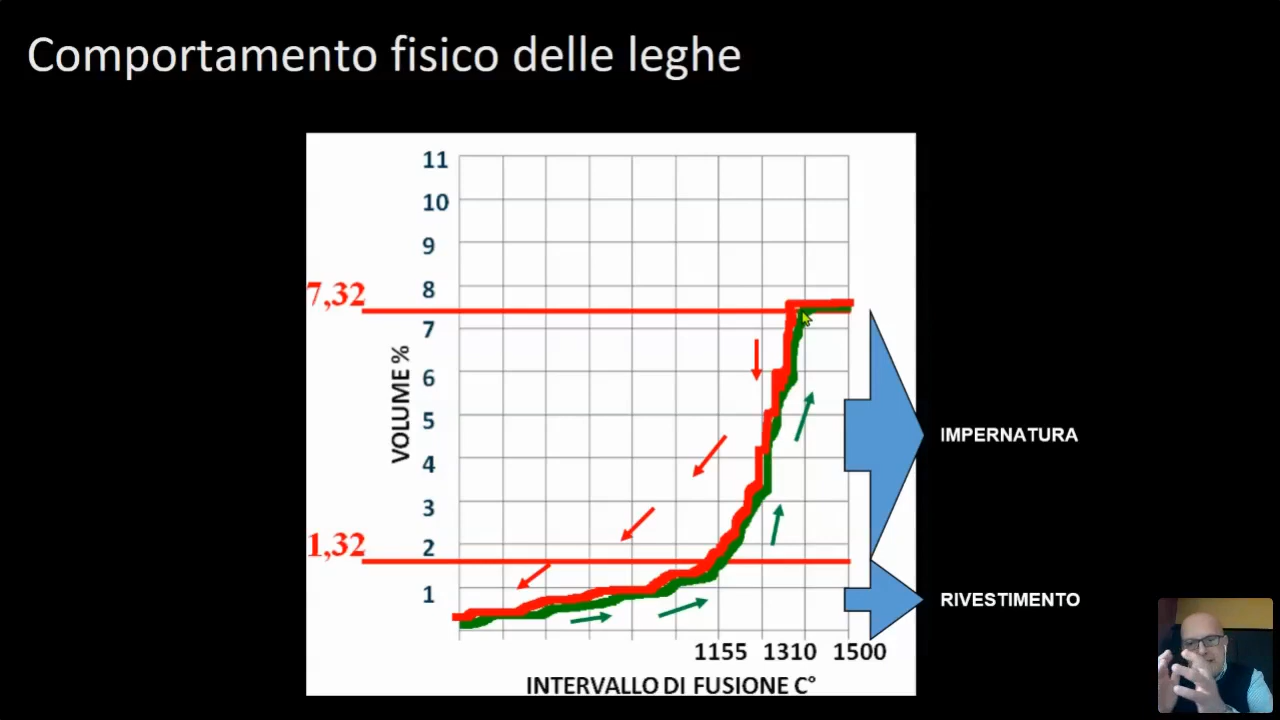 Comportamento fisico delle leghe
11
10
9
7,32
8
7
VOLUME %
6
5
IMPERNATURA
4
3
1,32
2
1
RIVESTIMENTO
1155 1310 1500
INTERVALLO DI FUSIONE C°